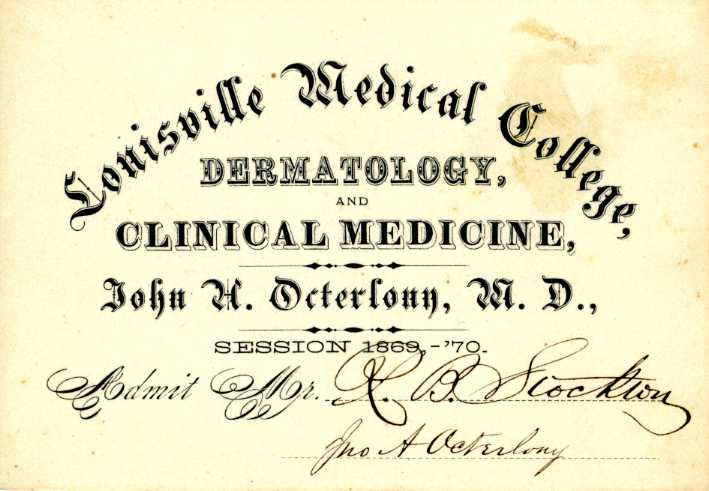 Louisville Medical College,
DERMATOLOGY,
AND
CLINICAL MEDICINE,
John A. Octerlony, M. D.,
SESSION 1869,-'70.
Admit Mr. R. B. Stockton
Jno A Octerlony